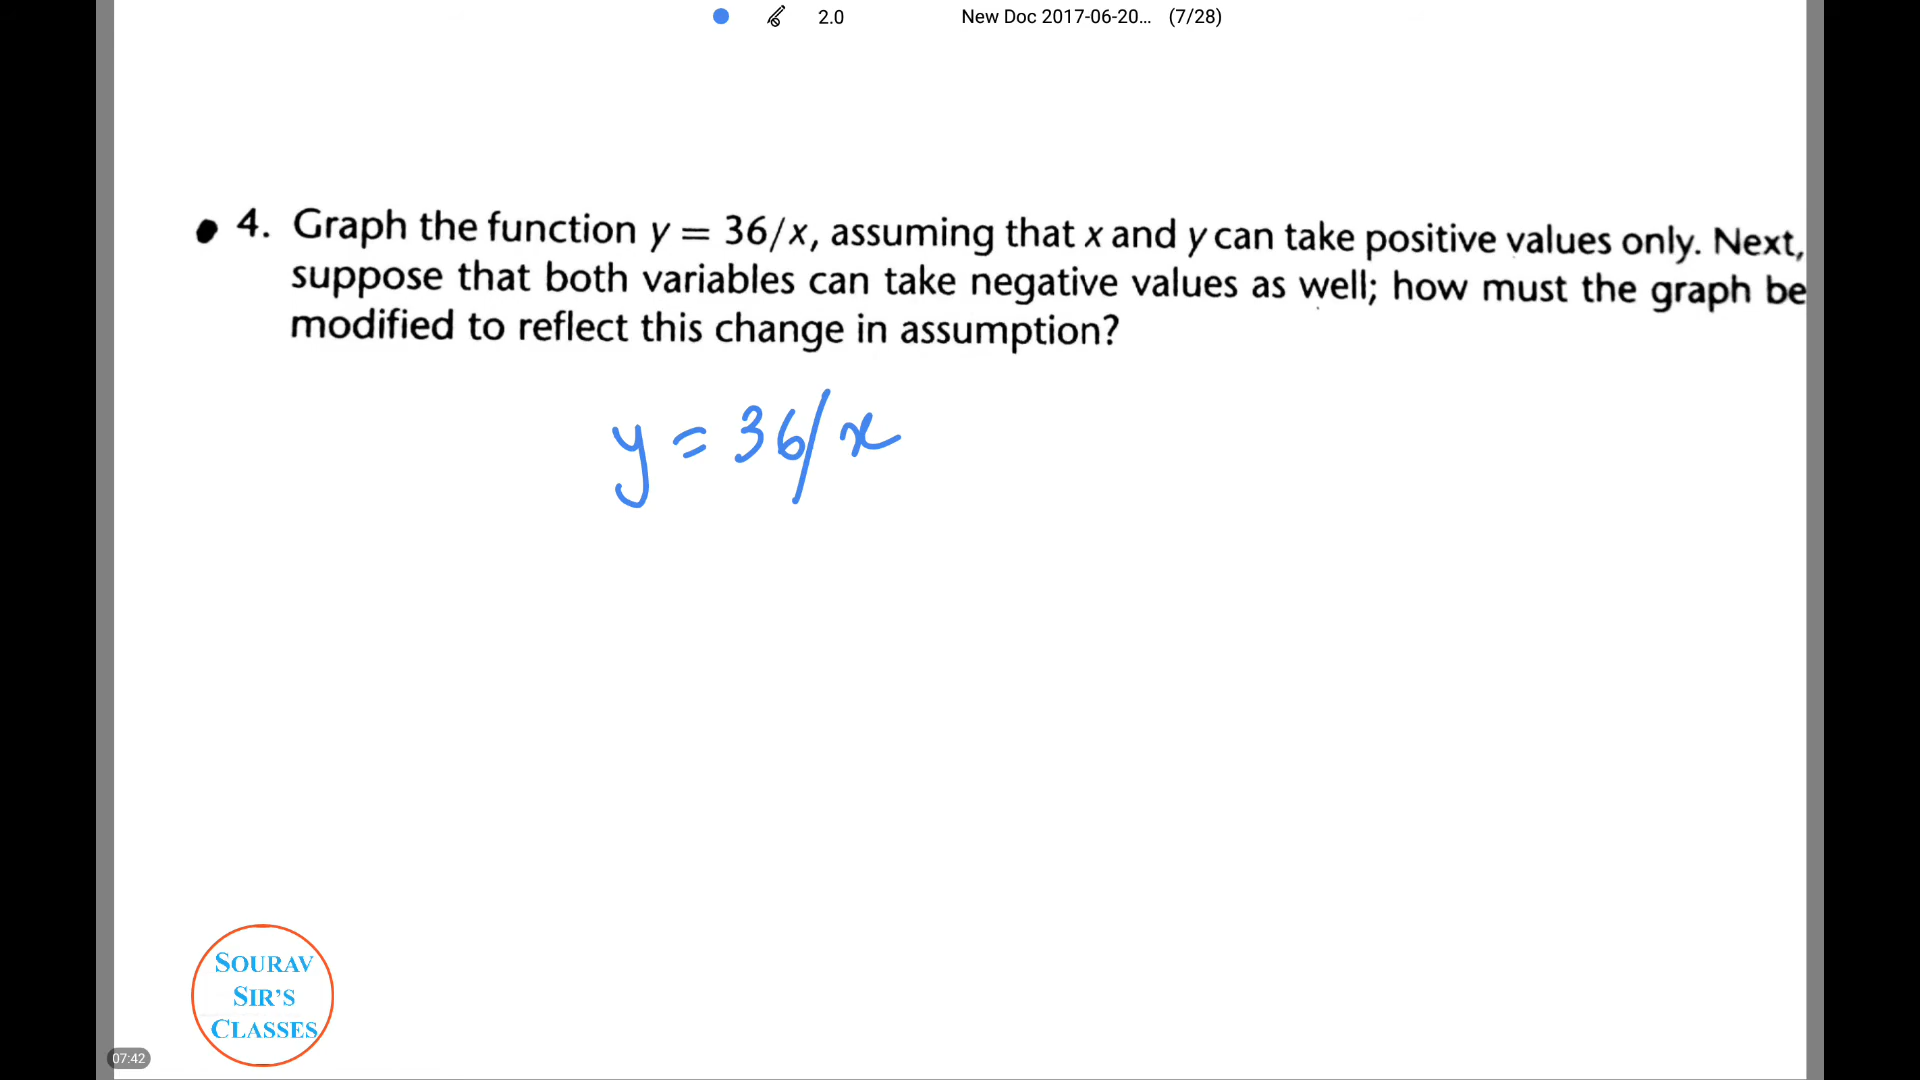 2.0 New Doc 2017-06-20... (7/28)
4. Graph the function y = 36/x, assuming that x and y can take positive values only. Next,
suppose that both variables can take negative values as well; how must the graph be
modified to reflect this change in assumption?
y = 36/x
SOURAV
SIR'S
CLASSES
07:42